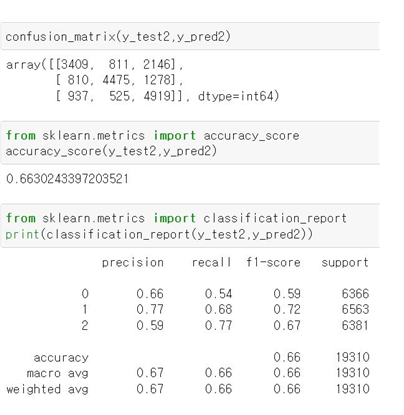 confusion_matrix(y_test2,y_pred2)
array([[3409,  811, 2146],
       [ 810, 4475, 1278],
       [ 937,  525, 4919]], dtype=int64)
from sklearn.metrics import accuracy_score
accuracy_score(y_test2,y_pred2)
0.6630243397203521
from sklearn.metrics import classification_report
print(classification_report(y_test2,y_pred2))
              precision    recall  f1-score   support
           0       0.66      0.54      0.59      6366
           1       0.77      0.68      0.72      6563
           2       0.59      0.77      0.67      6381
    accuracy                           0.66     19310
   macro avg       0.67      0.66      0.66     19310
weighted avg       0.67      0.66      0.66     19310